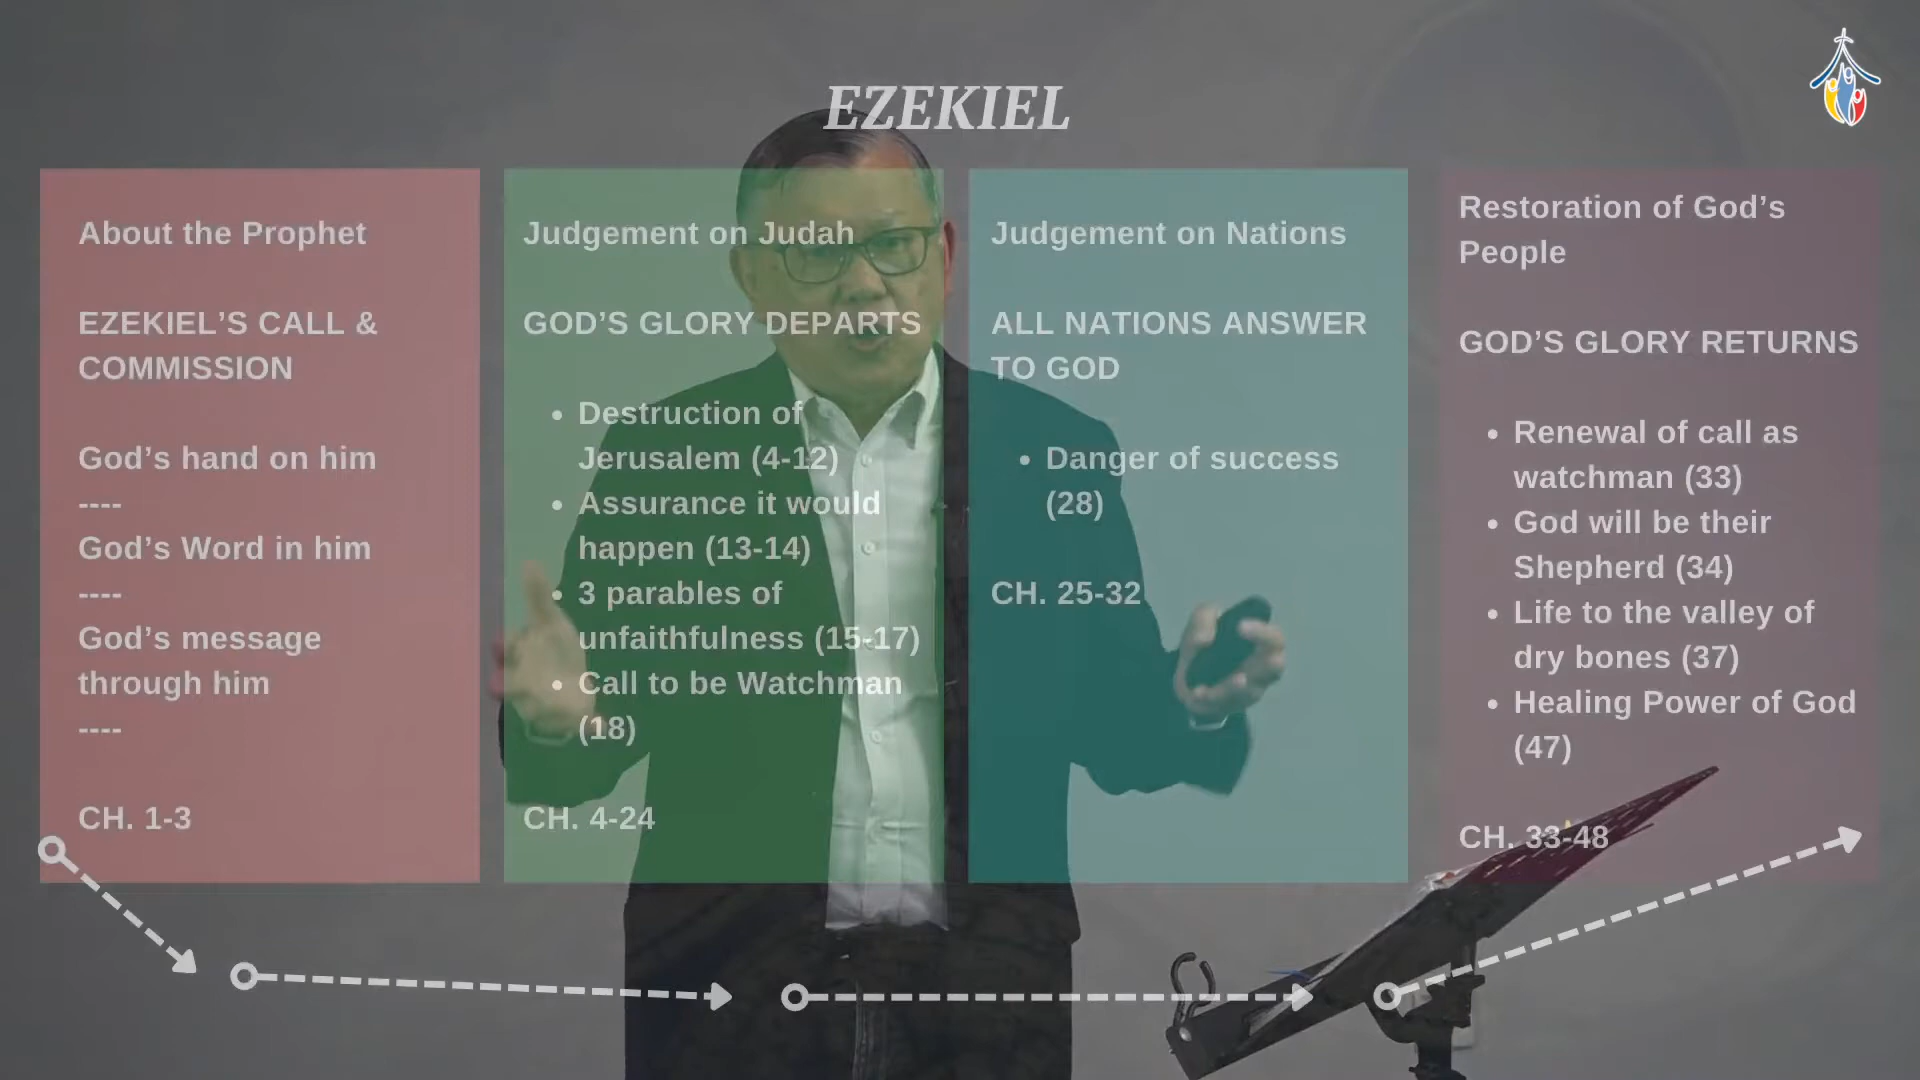 EZEKIEL
About the Prophet
EZEKIEL’S CALL &
COMMISSION
God’s hand on him
----
God’s Word in him
----
God’s message
through him
----
CH. 1-3
Judgement on Judah
GOD’S GLORY DEPARTS
• Destruction of
Jerusalem (4-12)
• Assurance it would
happen (13-14)
• 3 parables of
unfaithfulness (15-17)
• Call to be Watchman
(18)
CH. 4-24
Judgement on Nations
ALL NATIONS ANSWER
TO GOD
• Danger of success
(28)
CH. 25-32
Restoration of God’s
People
GOD’S GLORY RETURNS
• Renewal of call as
watchman (33)
• God will be their
Shepherd (34)
• Life to the valley of
dry bones (37)
• Healing Power of God
(47)
CH. 33-48